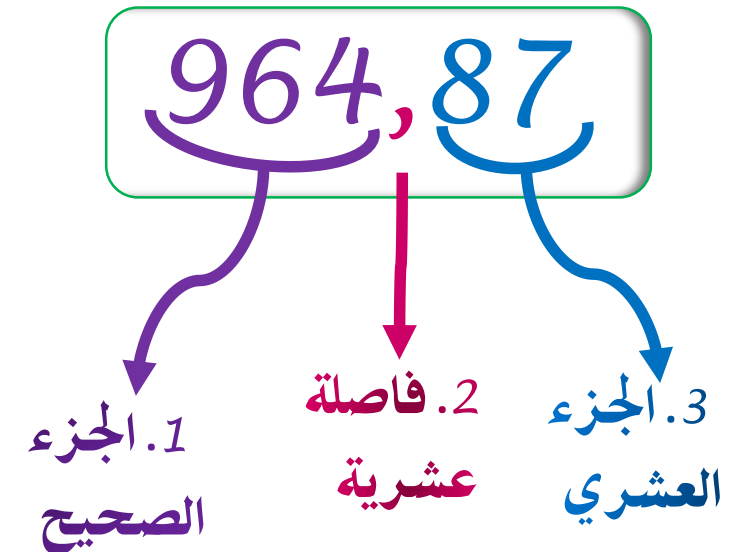 964,87
1. الجزء
الصحيح
2. فاصلة
عشرية
3. الجزء
العشري